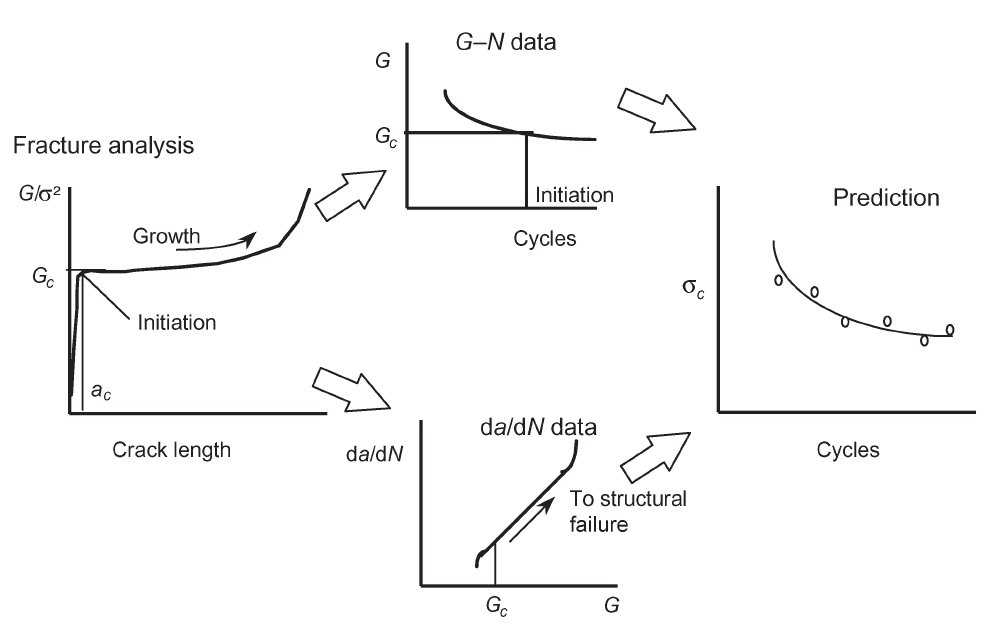 Fracture analysis
G/σ²
Growth
G_c
Initiation
a_c
Crack length
G–N data
G
G_c
Initiation
Cycles
da/dN data
da/dN
To structural
failure
G_c
G
Prediction
σ_c
Cycles